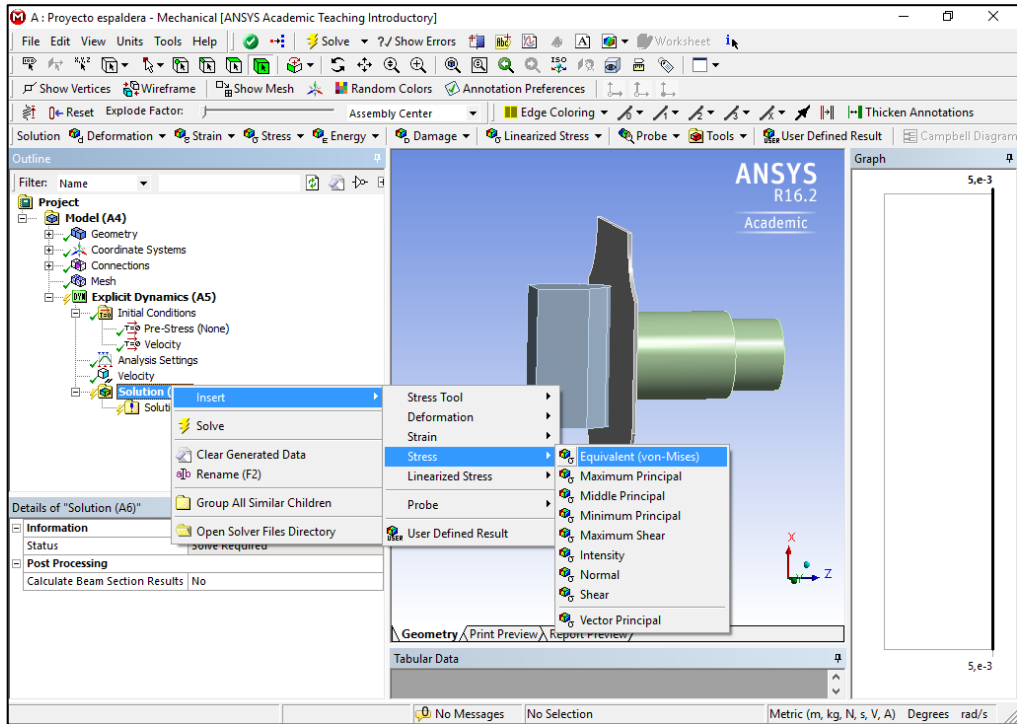 A : Proyecto espaldera - Mechanical [ANSYS Academic Teaching Introductory]
File Edit View Units Tools Help Solve ?/ Show Errors Worksheet
Show Vertices Wireframe Show Mesh Random Colors Annotation Preferences
Reset Explode Factor: Assembly Center Edge Coloring Thicken Annotations
Solution Deformation Strain Stress Energy Damage Linearized Stress Probe Tools User Defined Result Campbell Diagram
Outline
Filter: Name
Project
Model (A4)
Geometry
Coordinate Systems
Connections
Mesh
Explicit Dynamics (A5)
Initial Conditions
Pre-Stress (None)
Velocity
Analysis Settings
Velocity
Solution (
Soluti
Insert
Solve
Clear Generated Data
Rename (F2)
Group All Similar Children
Open Solver Files Directory
Stress Tool
Deformation
Strain
Stress
Linearized Stress
Probe
User Defined Result
Equivalent (von-Mises)
Maximum Principal
Middle Principal
Minimum Principal
Maximum Shear
Intensity
Normal
Shear
Vector Principal
Details of "Solution (A6)"
Information
Status Solve Required
Post Processing
Calculate Beam Section Results No
ANSYS
R16.2
Academic
X
Y
Z
Geometry Print Preview Report Preview
Tabular Data
Graph
5,e-3
5,e-3
No Messages No Selection Metric (m, kg, N, s, V, A) Degrees rad/s